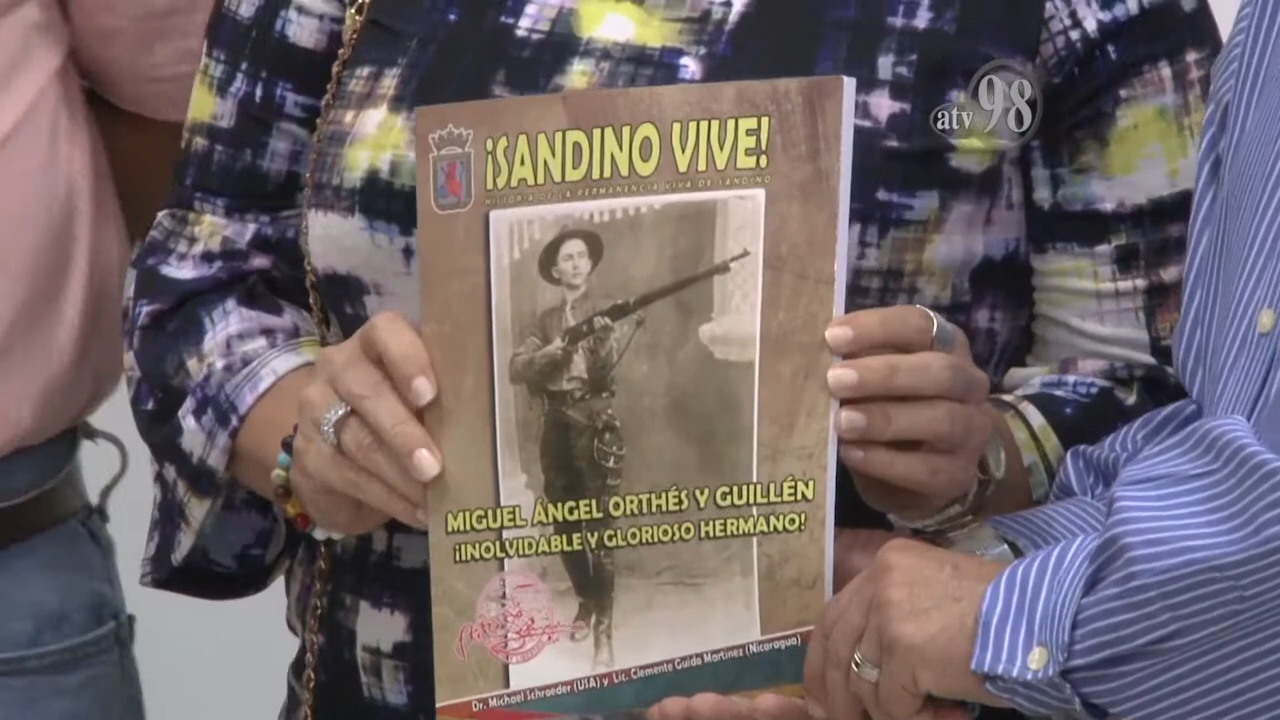 atv 98
¡SANDINO VIVE!
HISTORIA DE LA PERMANENCIA VIVA DE SANDINO
MIGUEL ÁNGEL ORTHÉS Y GUILLÉN
¡INOLVIDABLE Y GLORIOSO HERMANO!
Dr. Michael Schroeder (USA) y Lic. Clemente Guido Martinez (Nicaragua)